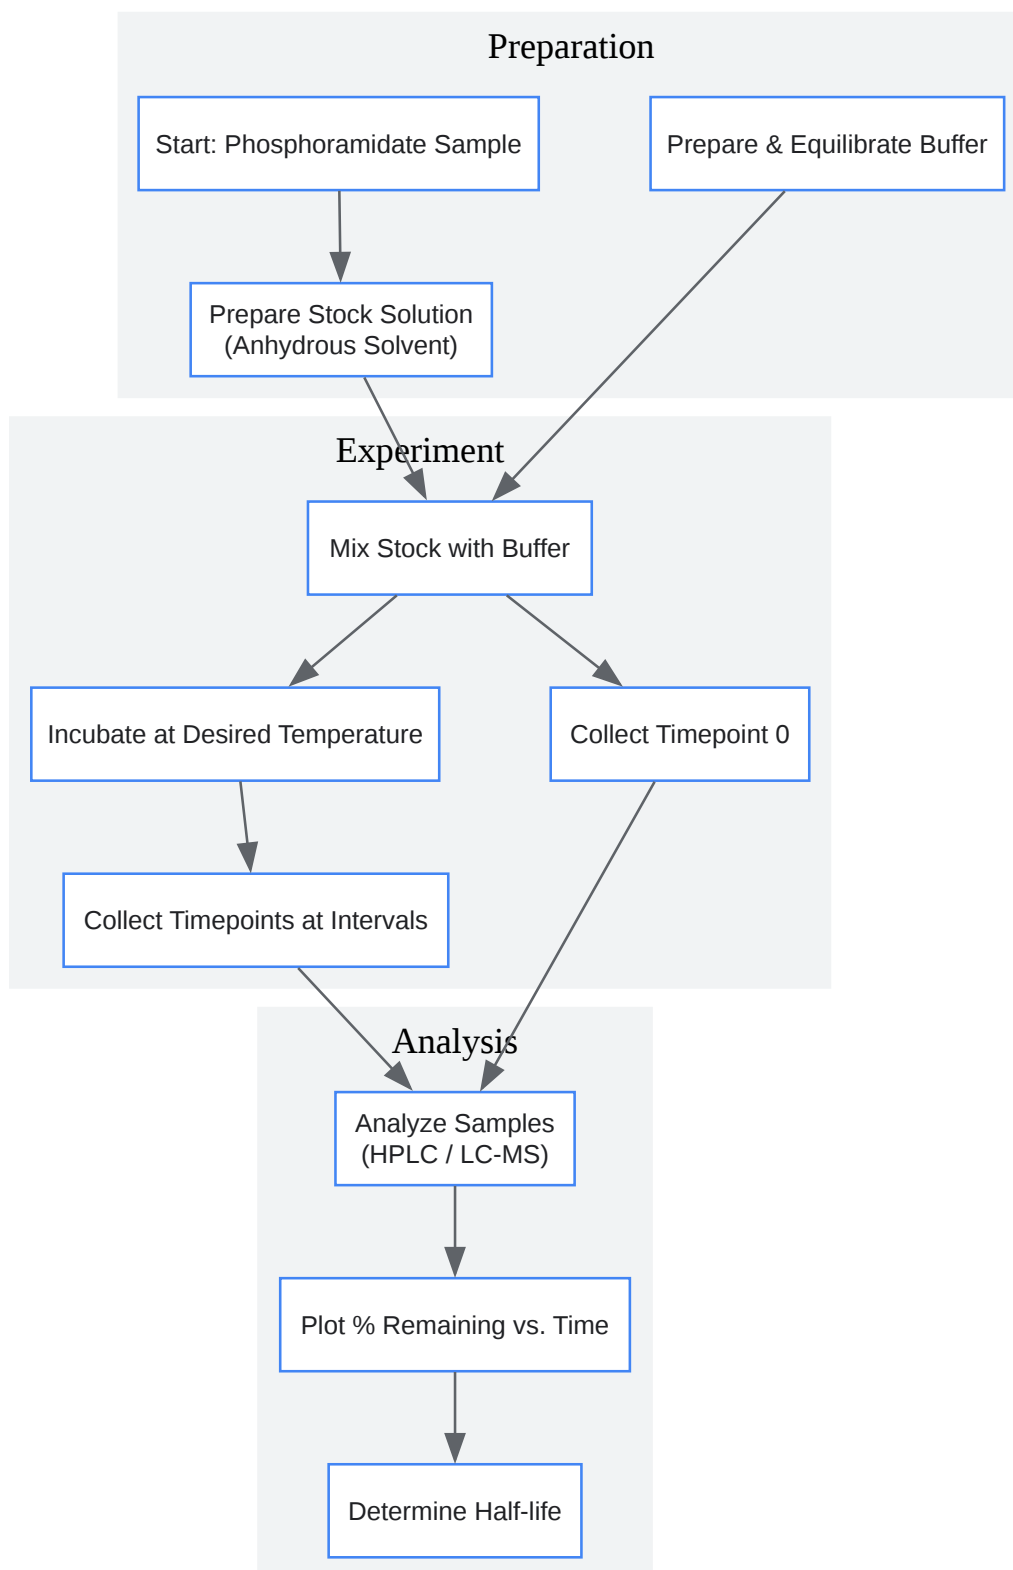 Preparation
Start: Phosphoramidate Sample
Prepare & Equilibrate Buffer
Prepare Stock Solution
(Anhydrous Solvent)
Experiment
Mix Stock with Buffer
Incubate at Desired Temperature
Collect Timepoint 0
Collect Timepoints at Intervals
Analysis
Analyze Samples
(HPLC / LC-MS)
Plot % Remaining vs. Time
Determine Half-life